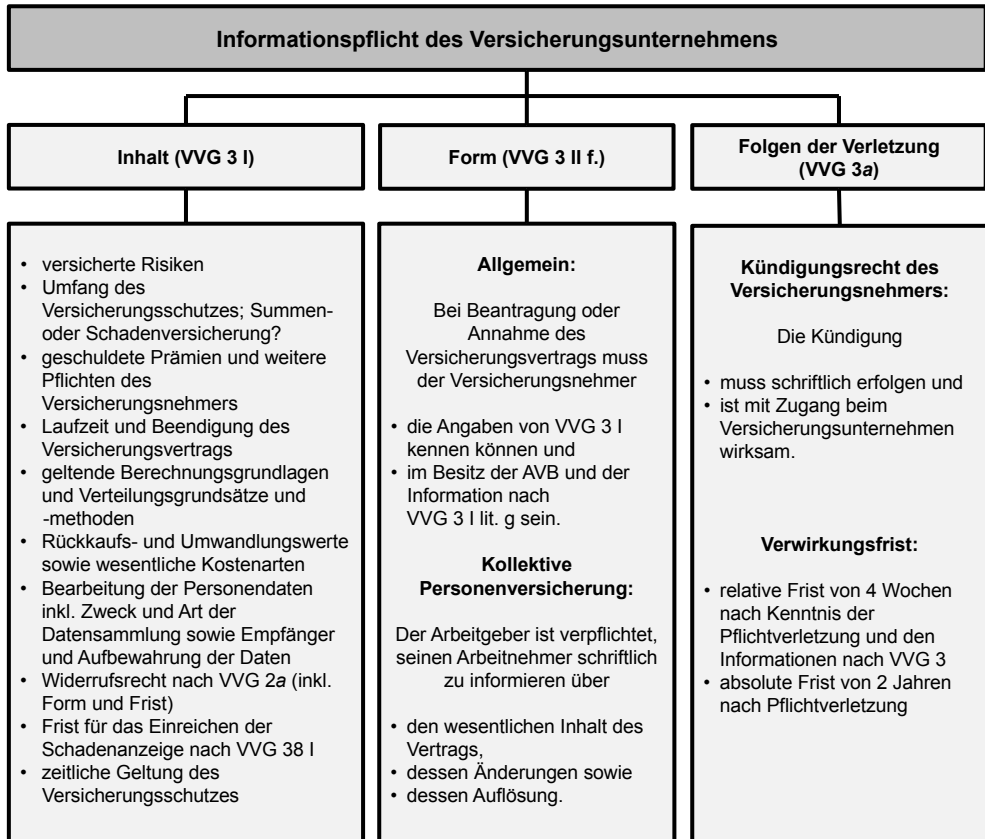 Informationspflicht des Versicherungsunternehmens
Inhalt (VVG 3 I)
• versicherte Risiken
• Umfang des
Versicherungsschutzes; Summen-
oder Schadenversicherung?
• geschuldete Prämien und weitere
Pflichten des
Versicherungsnehmers
• Laufzeit und Beendigung des
Versicherungsvertrags
• geltende Berechnungsgrundlagen
und Verteilungsgrundsätze und
-methoden
• Rückkaufs- und Umwandlungswerte
sowie wesentliche Kostenarten
• Bearbeitung der Personendaten
inkl. Zweck und Art der
Datensammlung sowie Empfänger
und Aufbewahrung der Daten
• Widerrufsrecht nach VVG 2a (inkl.
Form und Frist)
• Frist für das Einreichen der
Schadenanzeige nach VVG 38 I
• zeitliche Geltung des
Versicherungsschutzes
Form (VVG 3 II f.)
Allgemein:
Bei Beantragung oder
Annahme des
Versicherungsvertrags muss
der Versicherungsnehmer
• die Angaben von VVG 3 I
kennen können und
• im Besitz der AVB und der
Information nach
VVG 3 I lit. g sein.
Kollektive
Personenversicherung:
Der Arbeitgeber ist verpflichtet,
seinen Arbeitnehmer schriftlich
zu informieren über
• den wesentlichen Inhalt des
Vertrags,
• dessen Änderungen sowie
• dessen Auflösung.
Folgen der Verletzung
(VVG 3a)
Kündigungsrecht des
Versicherungsnehmers:
Die Kündigung
• muss schriftlich erfolgen und
• ist mit Zugang beim
Versicherungsunternehmen
wirksam.
Verwirkungsfrist:
• relative Frist von 4 Wochen
nach Kenntnis der
Pflichtverletzung und den
Informationen nach VVG 3
• absolute Frist von 2 Jahren
nach Pflichtverletzung